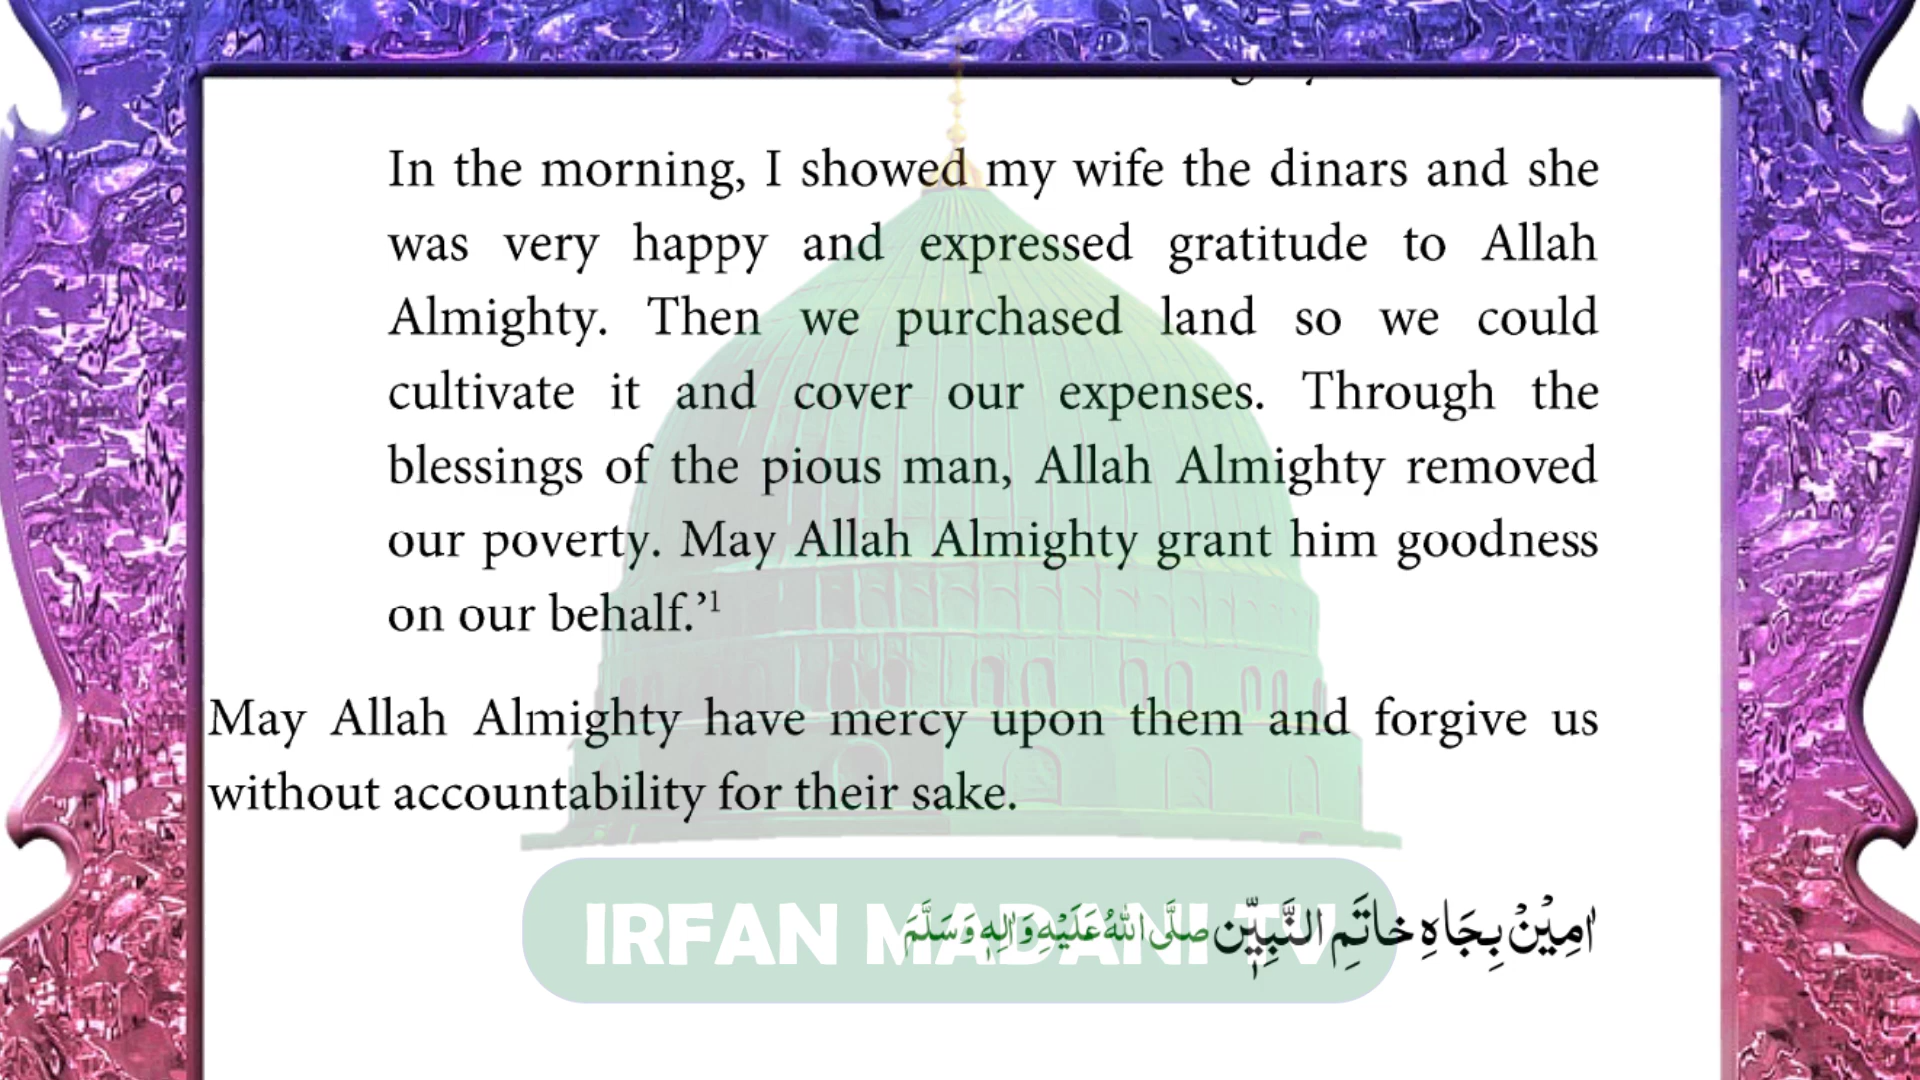 In the morning, I showed my wife the dinars and she
was very happy and expressed gratitude to Allah
Almighty. Then we purchased land so we could
cultivate it and cover our expenses. Through the
blessings of the pious man, Allah Almighty removed
our poverty. May Allah Almighty grant him goodness
on our behalf.’1
May Allah Almighty have mercy upon them and forgive us
without accountability for their sake.
اٰمِیْنْ بِجَاہِ خاتَمِ النَّبِیّٖن صلَّی اللہُ عَلَیْہِ وَاٰلِہٖ وَسَلَّمَ
IRFAN MADANI TV